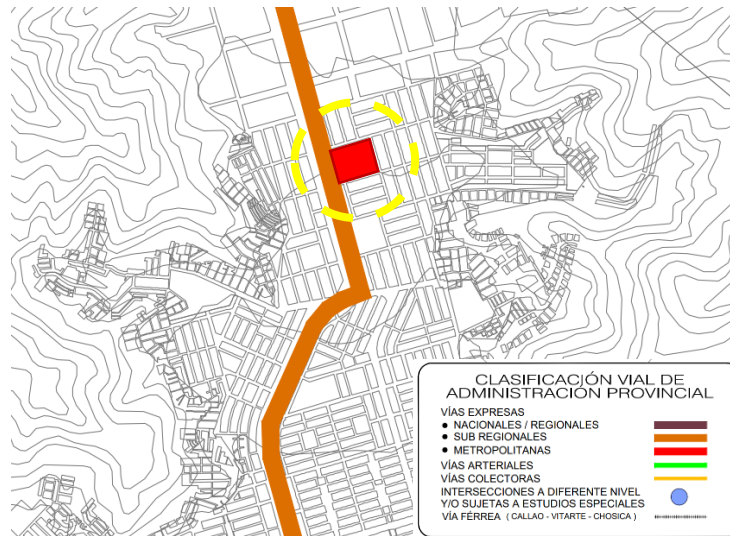 CLASIFICACIÓN VIAL DE
ADMINISTRACIÓN PROVINCIAL
VÍAS EXPRESAS
● NACIONALES / REGIONALES
● SUB REGIONALES
● METROPOLITANAS
VÍAS ARTERIALES
VÍAS COLECTORAS
INTERSECCIONES A DIFERENTE NIVEL
Y/O SUJETAS A ESTUDIOS ESPECIALES
VÍA FÉRREA ( CALLAO - VITARTE - CHOSICA )